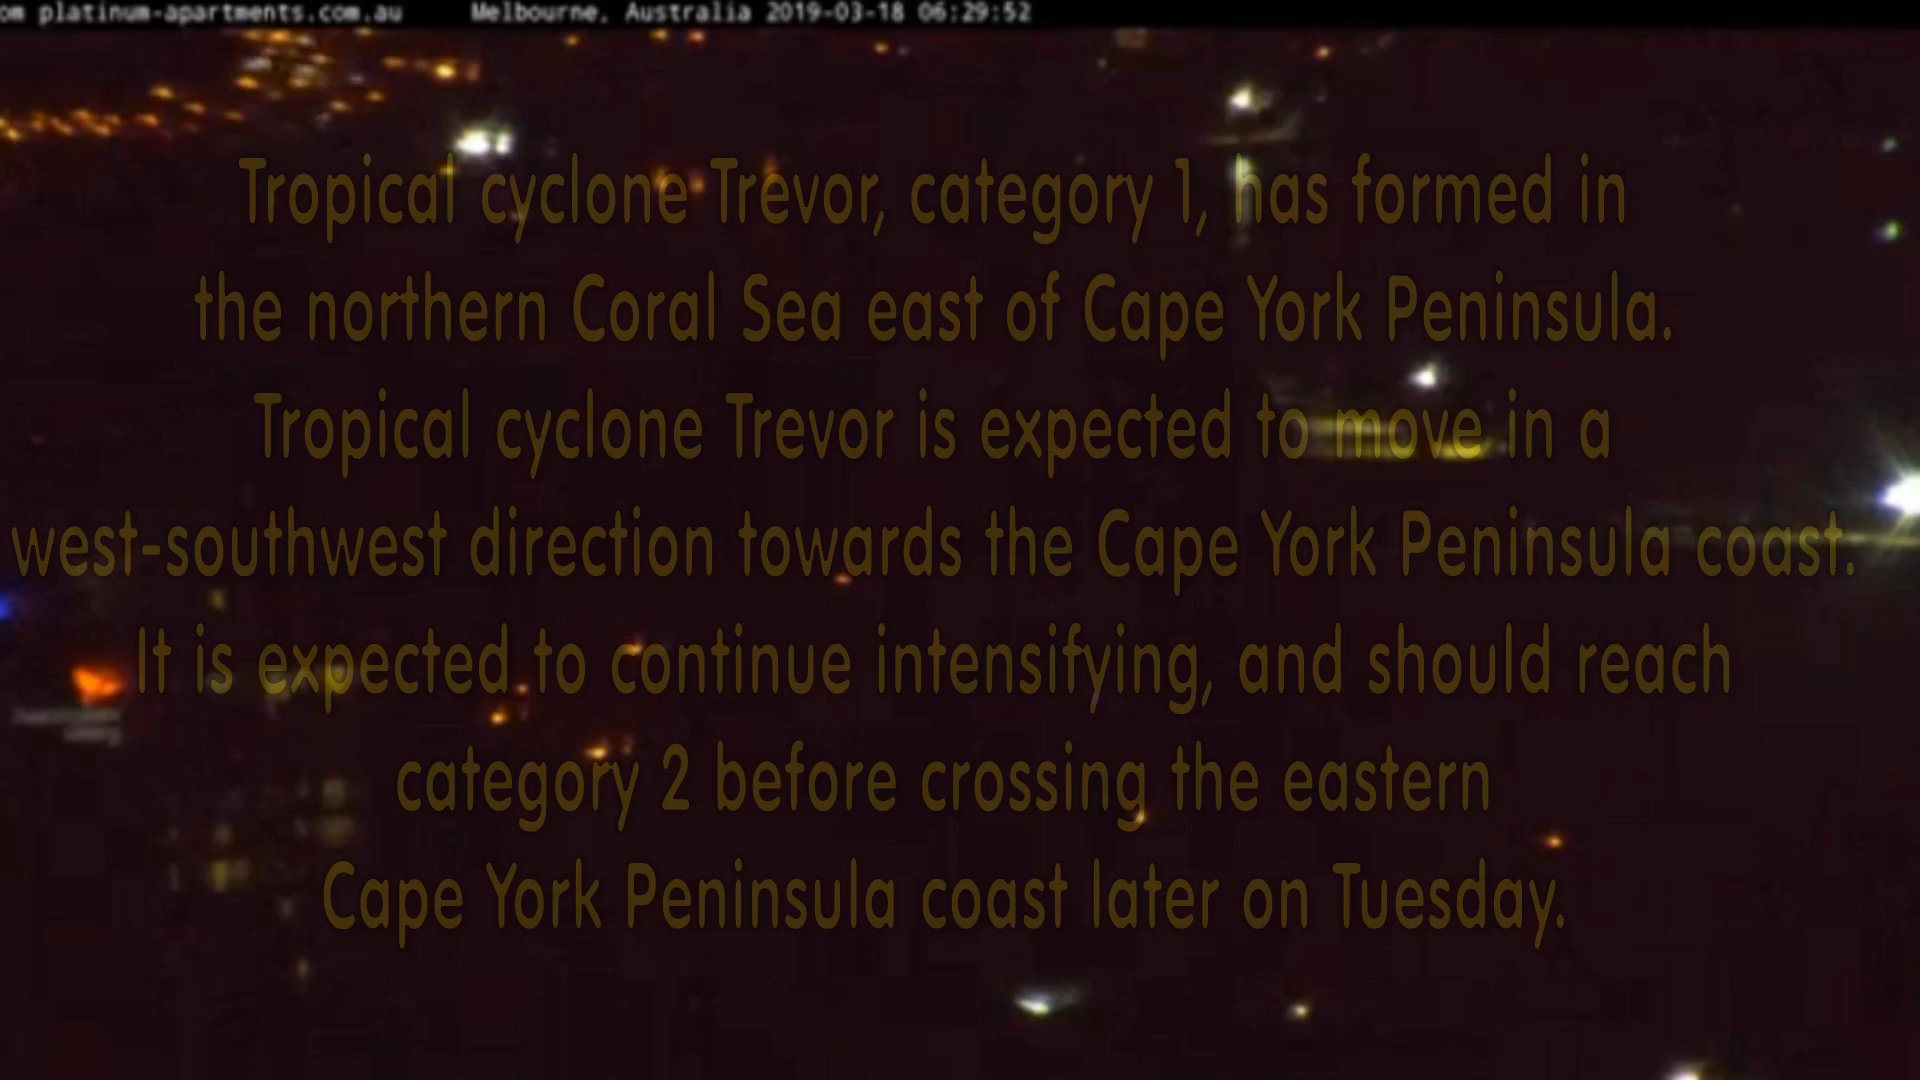 om platinum-apartments.com.au Melbourne, Australia 2019-03-18 06:29:52
Tropical cyclone Trevor, category 1, has formed in
the northern Coral Sea east of Cape York Peninsula.
Tropical cyclone Trevor is expected to move in a
west-southwest direction towards the Cape York Peninsula coast.
It is expected to continue intensifying, and should reach
category 2 before crossing the eastern
Cape York Peninsula coast later on Tuesday.